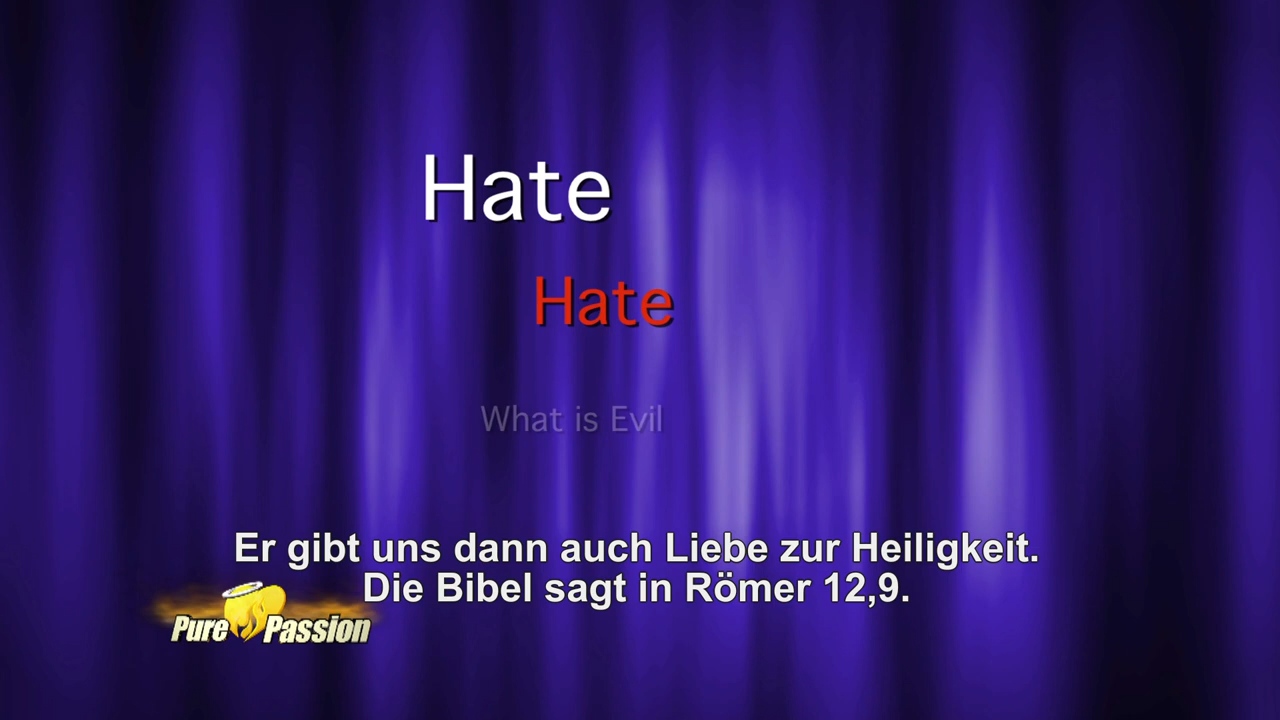 Hate
Hate
What is Evil
Er gibt uns dann auch Liebe zur Heiligkeit.
Die Bibel sagt in Römer 12,9.
Pure Passion